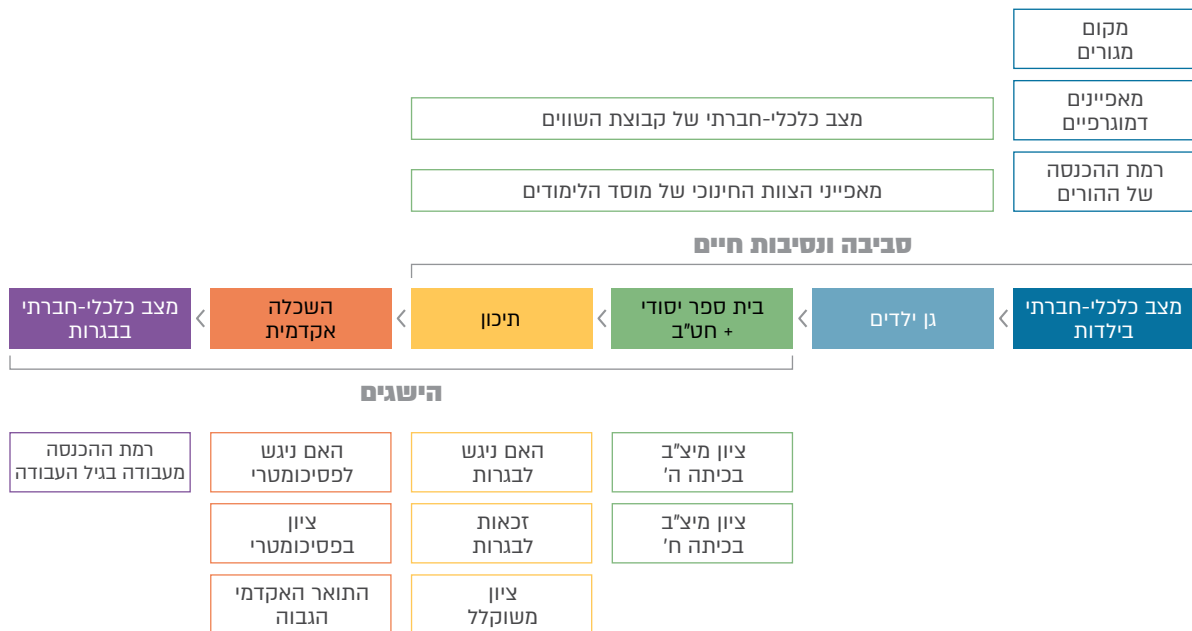 מקום
מגורים
מאפיינים
דמוגרפיים
מצב כלכלי-חברתי של קבוצת השווים
רמת ההכנסה
של ההורים
מאפייני הצוות החינוכי של מוסד הלימודים
סביבה ונסיבות חיים
מצב כלכלי-חברתי
בילדות
גן ילדים
בית ספר יסודי
+ חט"ב
תיכון
השכלה
אקדמית
מצב כלכלי-חברתי
בבגרות
הישגים
ציון מיצ"ב
בכיתה ה'
האם ניגש
לבגרות
האם ניגש
לפסיכומטרי
רמת ההכנסה
מעבודה בגיל העבודה
ציון מיצ"ב
בכיתה ח'
זכאות
לבגרות
ציון
בפסיכומטרי
ציון
משוקלל
התואר האקדמי
הגבוה